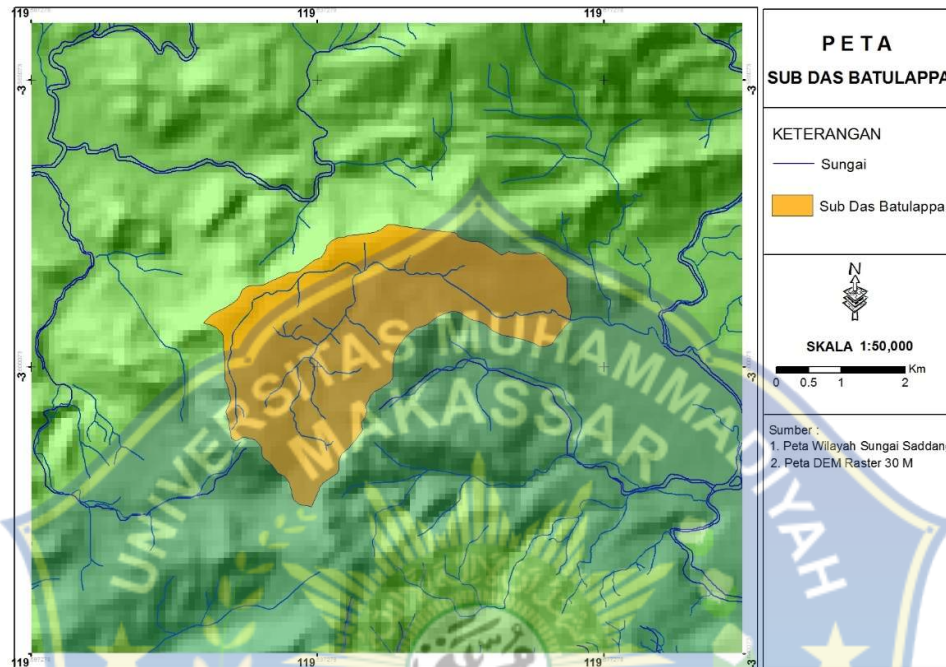 119
119
-3
-3
-3
-3
-3
119
119
119
PETA
SUB DAS BATULAPPA
KETERANGAN
Sungai
Sub Das Batulappa
N
SKALA 1:50,000
0 0.5 1 2 Km
Sumber :
1. Peta Wilayah Sungai Saddan
2. Peta DEM Raster 30 M
UNIVERSITAS MUHAMMADIYAH
MAKASSAR